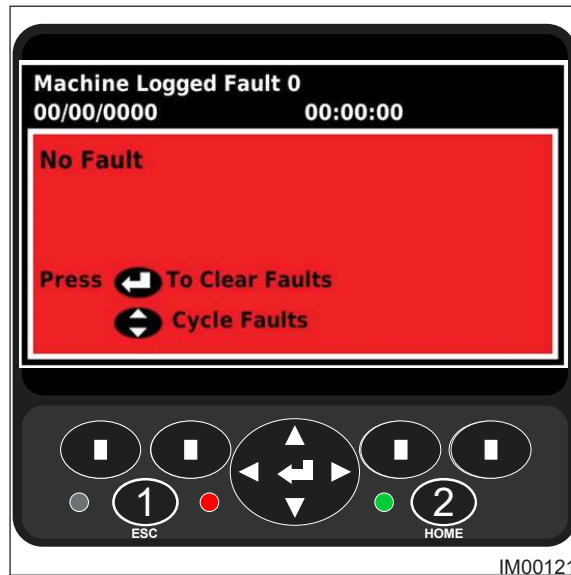 Machine Logged Fault 0
00/00/0000 00:00:00
No Fault
Press To Clear Faults
Cycle Faults
1 2
ESC HOME
IM00121